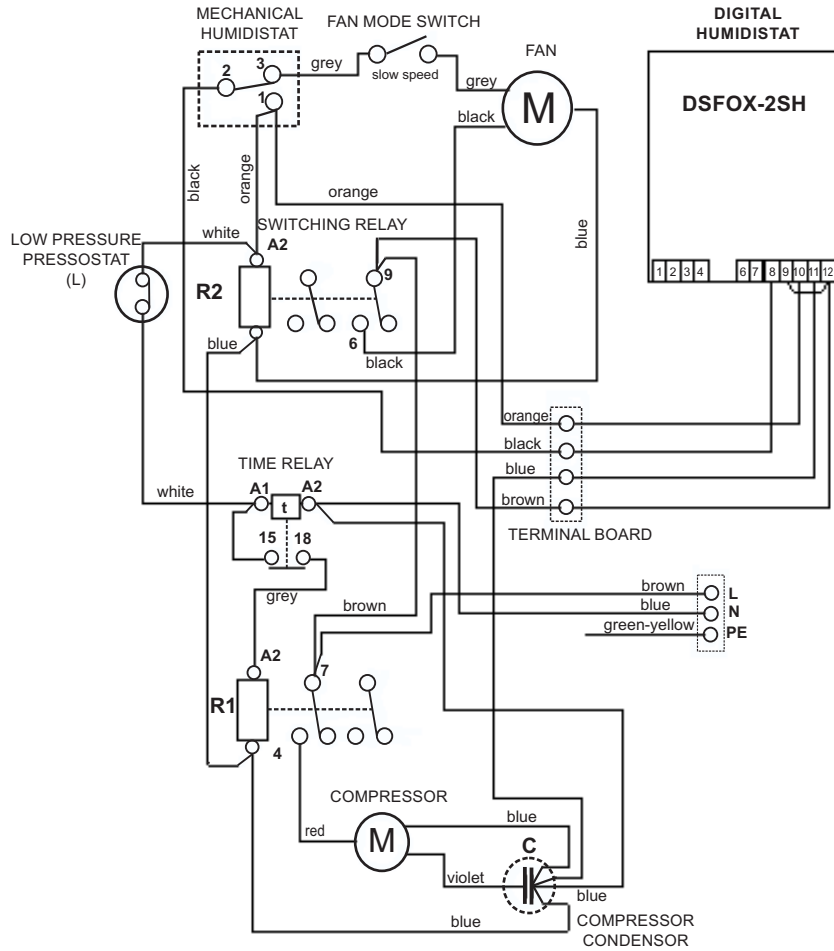 MECHANICAL
HUMIDISTAT
FAN MODE SWITCH
DIGITAL
HUMIDISTAT
2
3
1
grey
slow speed
FAN
grey
M
DSFOX-2SH
black
black
orange
orange
blue
LOW PRESSURE
PRESSOSTAT
(L)
white
SWITCHING RELAY
A2
9
R2
6
black
blue
1 2 3 4 6 7 8 9 10 11 12
orange
black
blue
brown
TERMINAL BOARD
TIME RELAY
white
A1
A2
t
15 18
grey
brown
brown
L
blue
N
green-yellow
PE
A2
7
R1
4
COMPRESSOR
red
M
blue
C
violet
blue
blue
COMPRESSOR
CONDENSOR